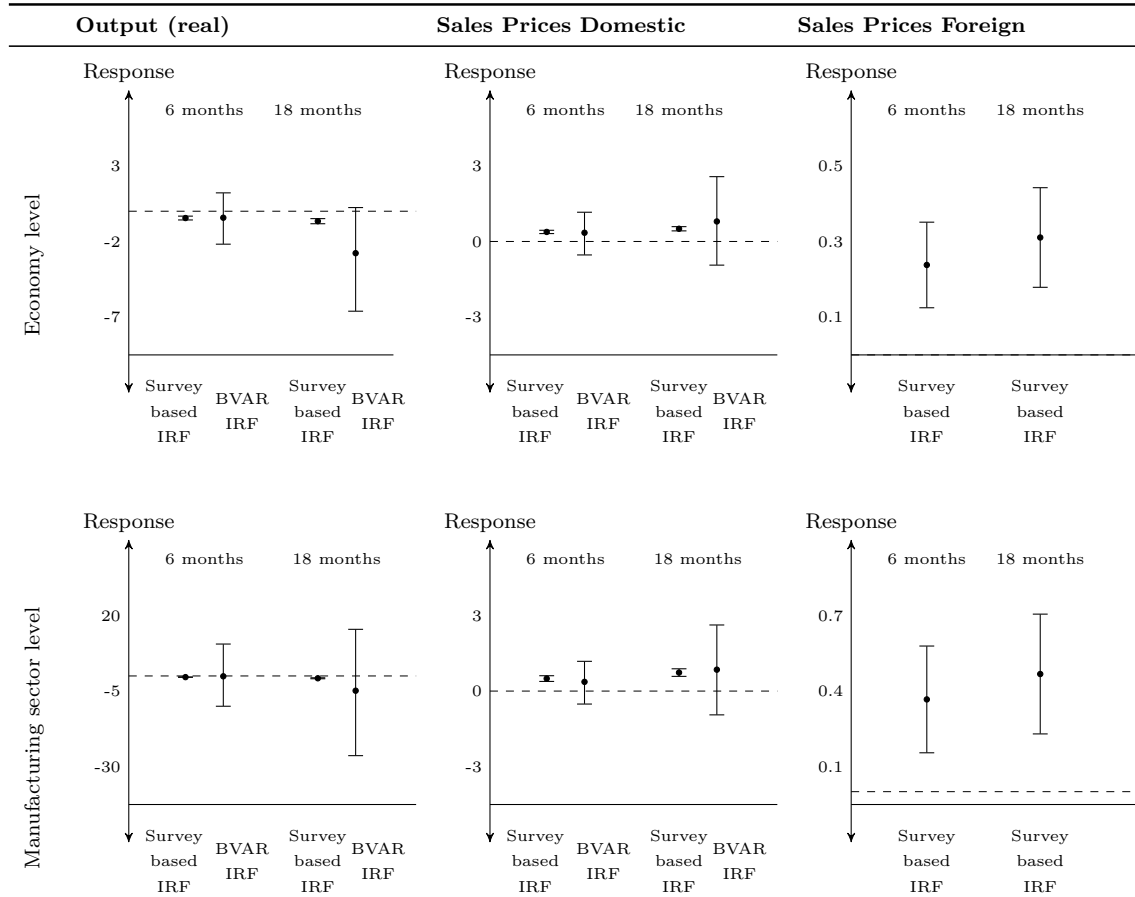 Output (real) Sales Prices Domestic Sales Prices Foreign
Economy level
Response
6 months 18 months
3
-2
-7
Survey based IRF
BVAR IRF
Survey based IRF
BVAR IRF
Response
6 months 18 months
3
0
-3
Survey based IRF
BVAR IRF
Survey based IRF
BVAR IRF
Response
6 months 18 months
0.5
0.3
0.1
Survey based IRF
Survey based IRF
Manufacturing sector level
Response
6 months 18 months
20
-5
-30
Survey based IRF
BVAR IRF
Survey based IRF
BVAR IRF
Response
6 months 18 months
3
0
-3
Survey based IRF
BVAR IRF
Survey based IRF
BVAR IRF
Response
6 months 18 months
0.7
0.4
0.1
Survey based IRF
Survey based IRF